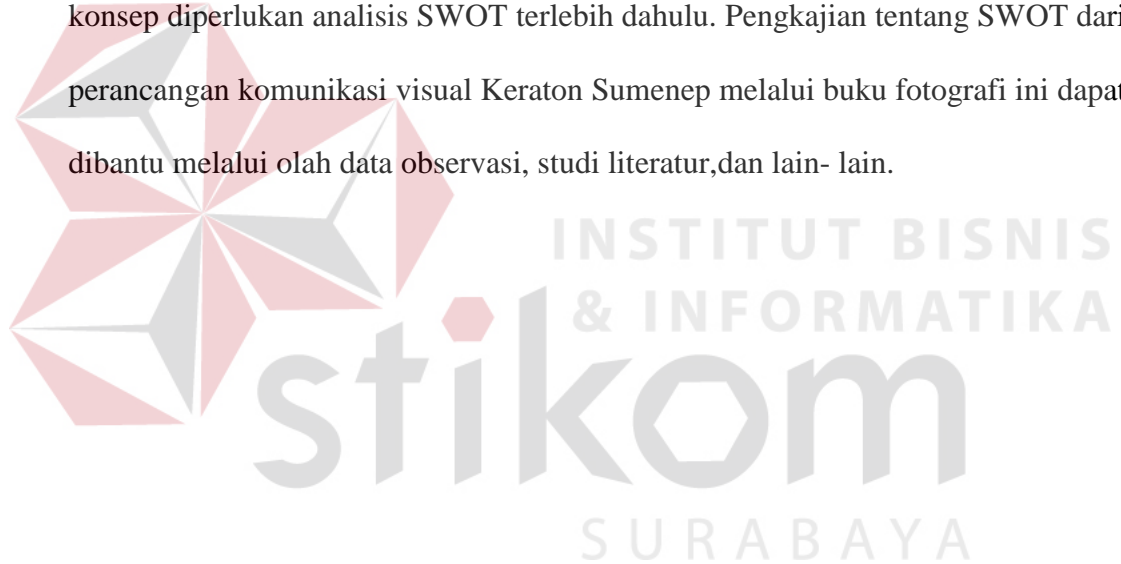 konsep diperlukan analisis SWOT terlebih dahulu. Pengkajian tentang SWOT dari
perancangan komunikasi visual Keraton Sumenep melalui buku fotografi ini dapat
dibantu melalui olah data observasi, studi literatur,dan lain- lain.
INSTITUT BISNIS
& INFORMATIKA
stikom
SURABAYA